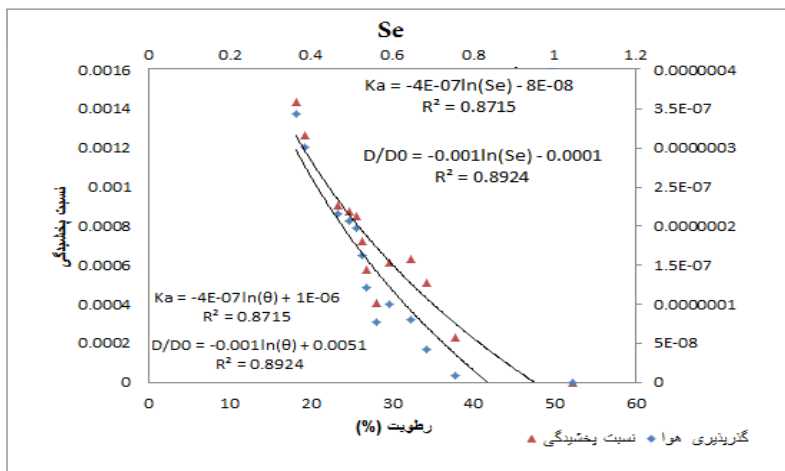 Se
0 0.2 0.4 0.6 0.8 1 1.2
0.0016
0.0014
0.0012
0.001
0.0008
0.0006
0.0004
0.0002
0
نسبت پخشیدگی
Ka = -4E-07ln(Se) - 8E-08
R² = 0.8715
D/D0 = -0.001ln(Se) - 0.0001
R² = 0.8924
Ka = -4E-07ln(θ) + 1E-06
R² = 0.8715
D/D0 = -0.001ln(θ) + 0.0051
R² = 0.8924
0.0000004
3.5E-07
0.0000003
2.5E-07
0.0000002
1.5E-07
0.0000001
5E-08
0
0 10 20 30 40 50 60
رطوبت (%)
گذرپذیری هوا
نسبت پخشیدگی